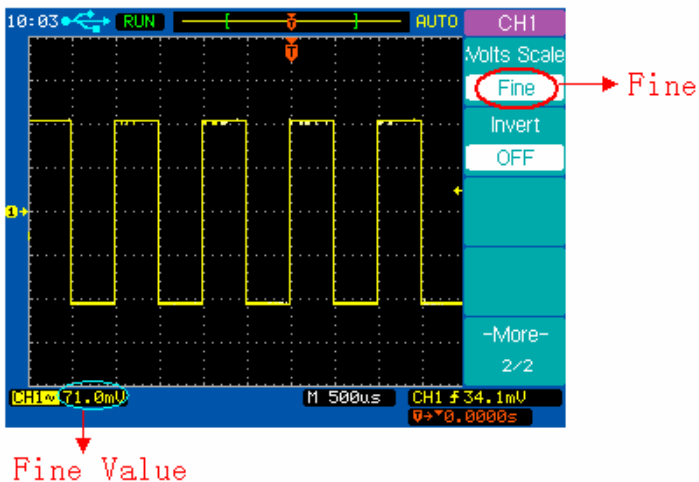 10:03 RUN T AUTO CH1
T
Volts Scale
Fine
Fine
Invert
OFF
1
-More-
2/2
CH1~ 71.0mV M 500us CH1 34.1mV
0.0000s
Fine Value